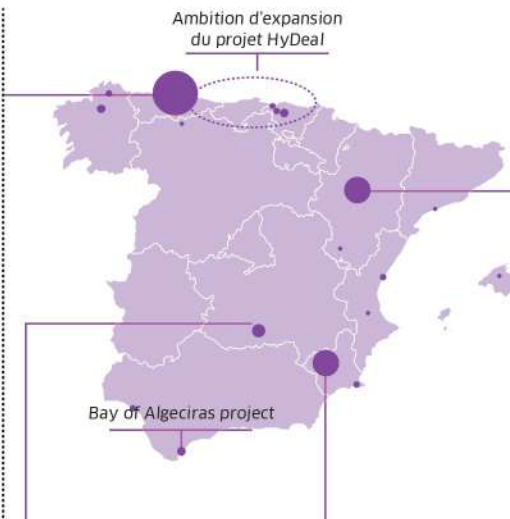 Ambition d'expansion
du projet HyDeal
Bay of Algeciras project